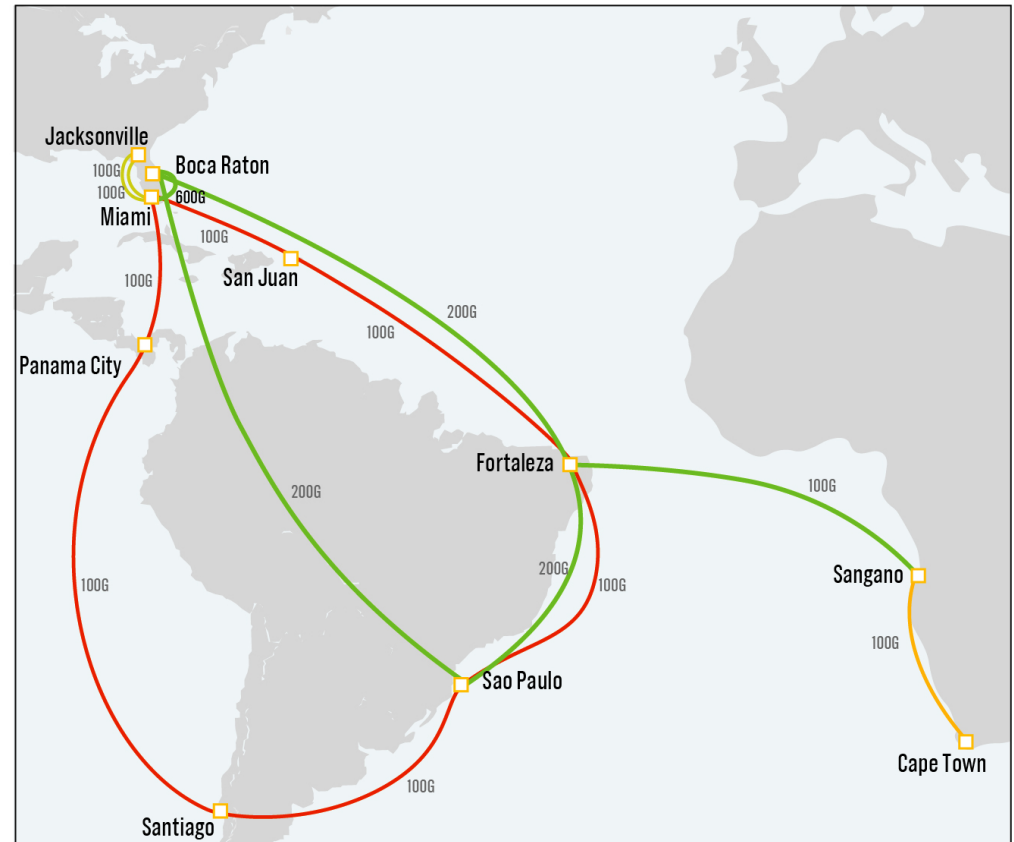 Jacksonville
Boca Raton
100G
100G
600G
Miami
100G
San Juan
100G
200G
100G
Panama City
Fortaleza
100G
200G
200G
100G
Sangano
100G
100G
Sao Paulo
Cape Town
100G
Santiago